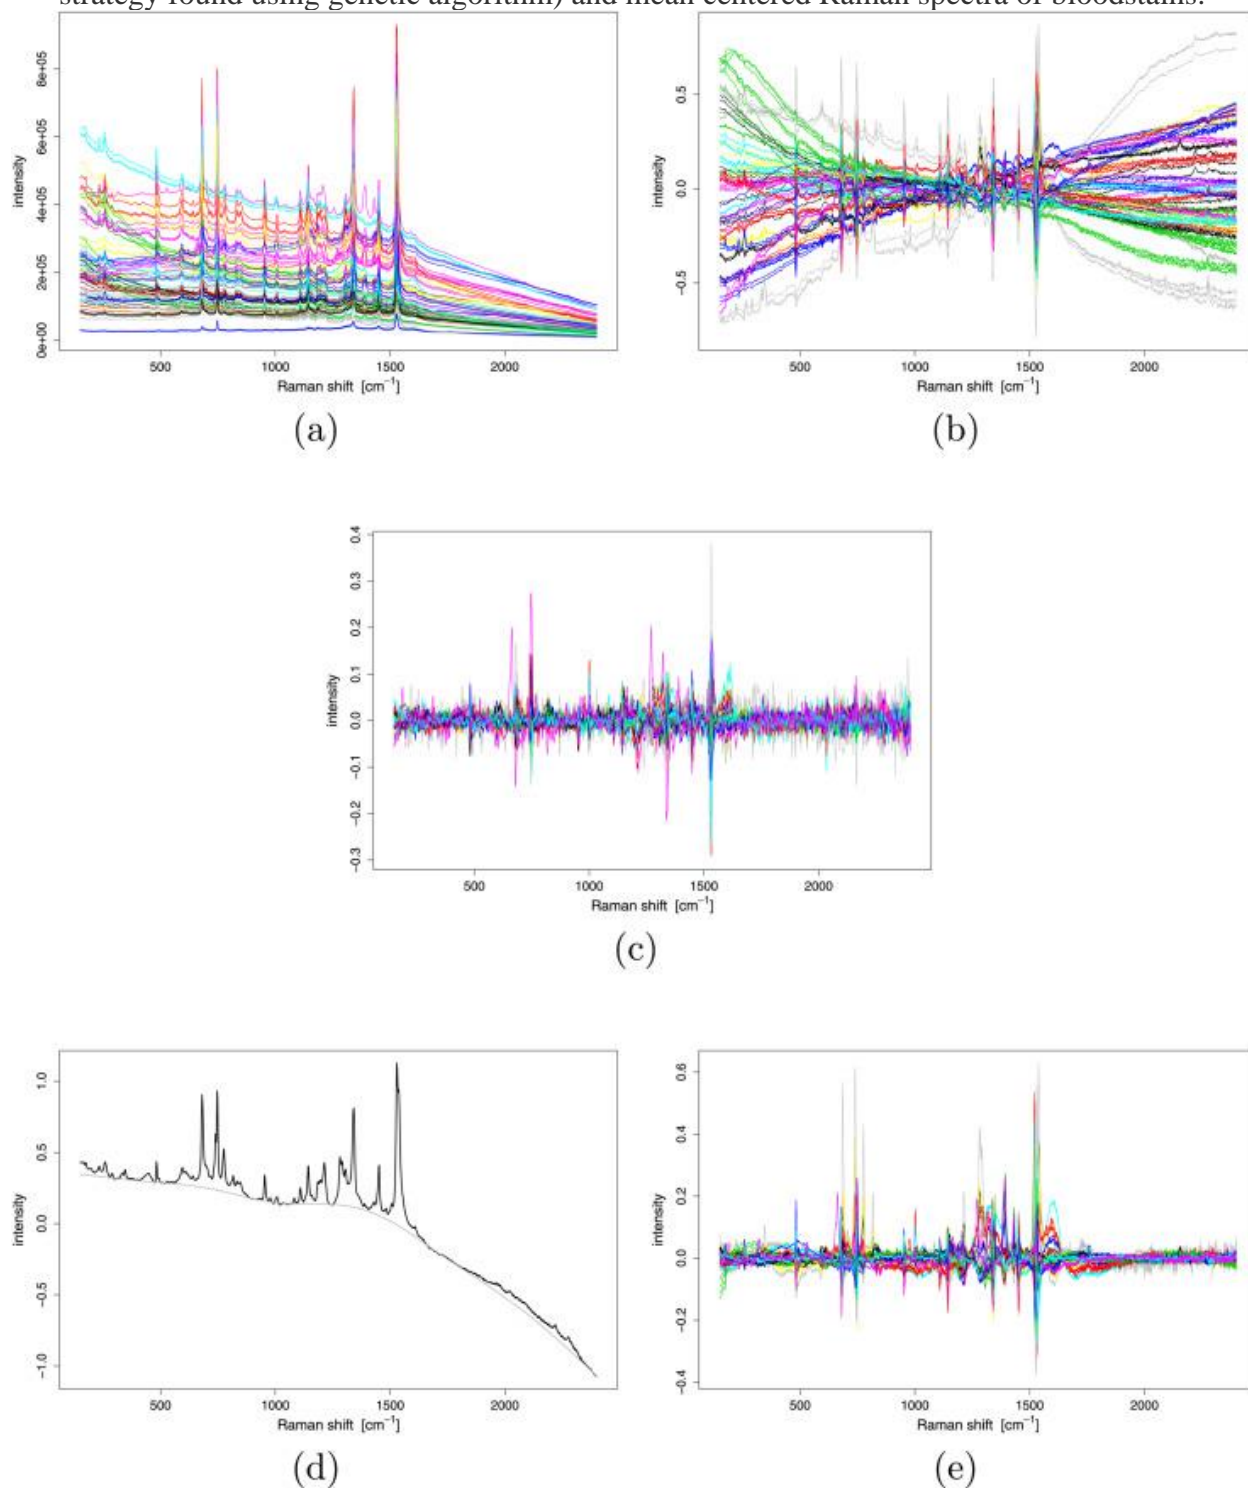 strategy found using genetic algorithm) and mean centered Raman spectra of bloodstains.
intensity
0e+00 2e+05 4e+05 6e+05 8e+05
500 1000 1500 2000
Raman shift [cm⁻¹]
(a)
intensity
−0.5 0.0 0.5
500 1000 1500 2000
Raman shift [cm⁻¹]
(b)
intensity
−0.3 −0.2 −0.1 0.0 0.1 0.2 0.3 0.4
500 1000 1500 2000
Raman shift [cm⁻¹]
(c)
intensity
−1.0 −0.5 0.0 0.5 1.0
500 1000 1500 2000
Raman shift [cm⁻¹]
(d)
intensity
−0.4 −0.2 0.0 0.2 0.4 0.6
500 1000 1500 2000
Raman shift [cm⁻¹]
(e)